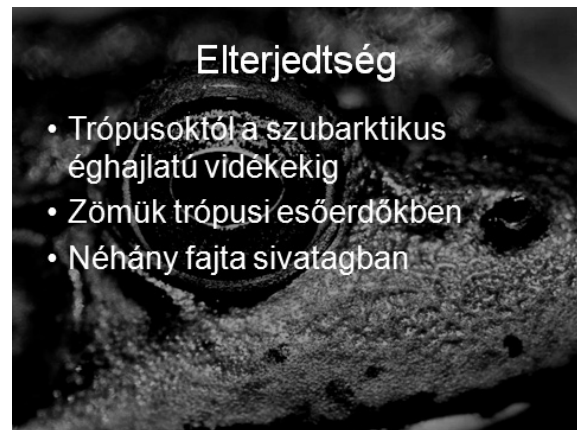 Elterjedtség
• Trópusoktól a szubarktikus
éghajlatú vidékekig
• Zömük trópusi esőerdőkben
• Néhány fajta sivatagban